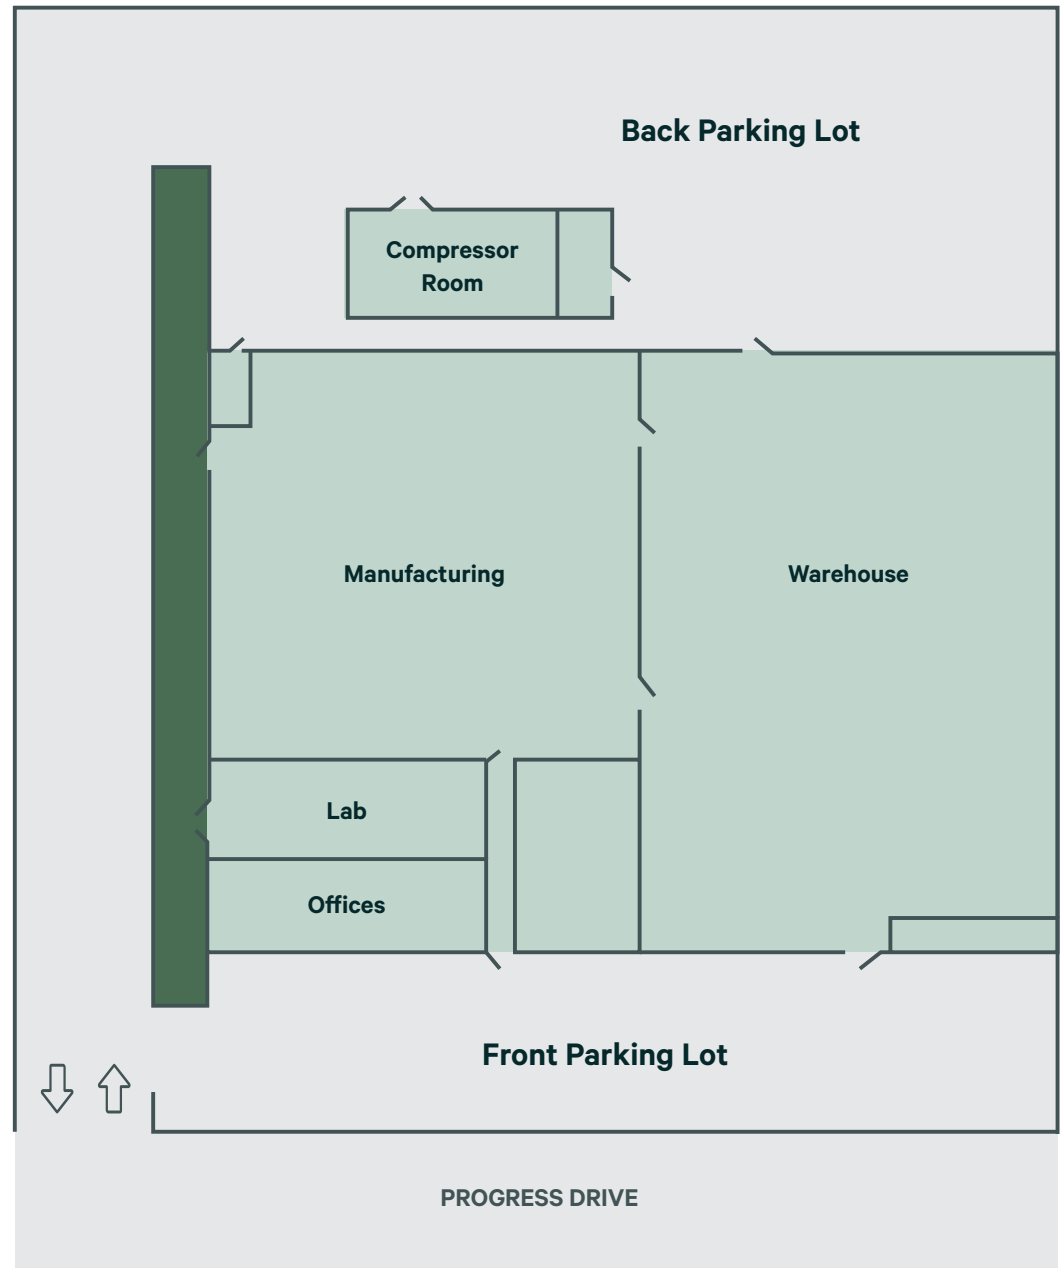 Back Parking Lot
Compressor
Room
Manufacturing
Warehouse
Lab
Offices
Front Parking Lot
PROGRESS DRIVE